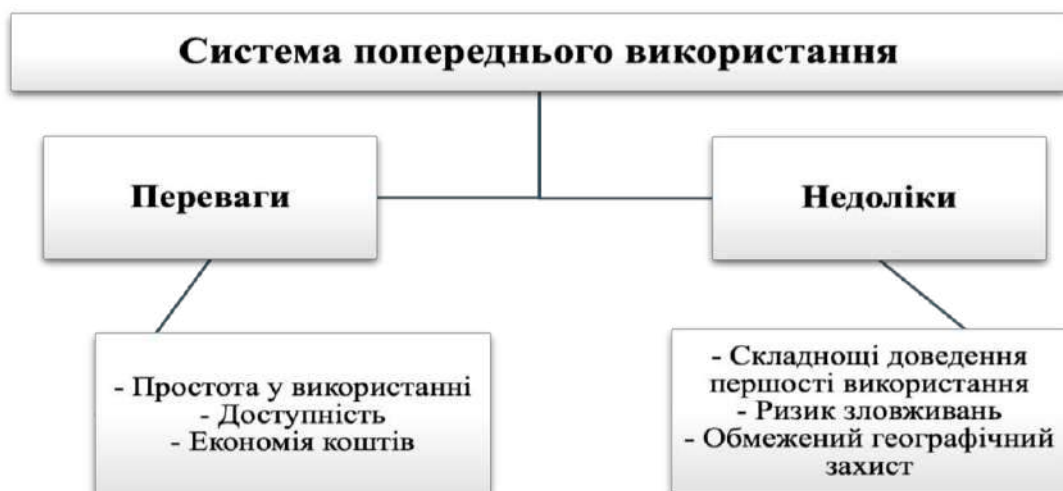 Система попереднього використання
Переваги
Недоліки
- Простота у використанні
- Доступність
- Економія коштів
- Складнощі доведення
першості використання
- Ризик зловживань
- Обмежений географічний
захист